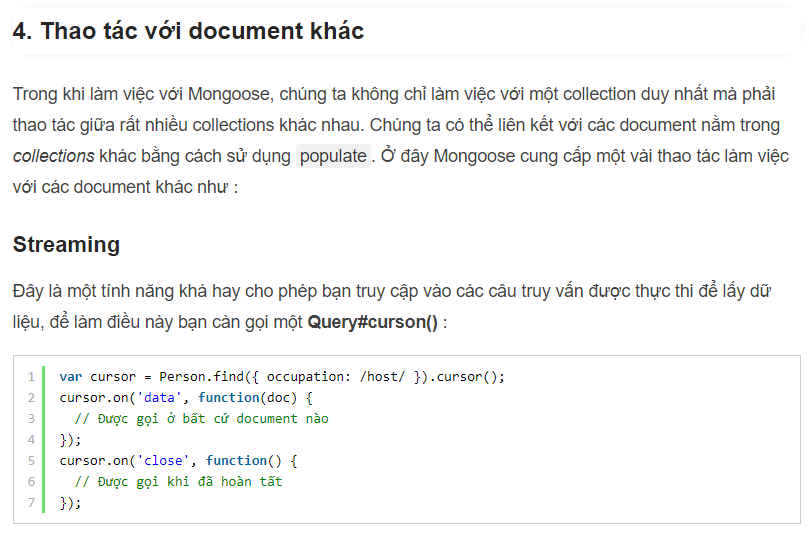 4. Thao tác với document khác
Trong khi làm việc với Mongoose, chúng ta không chỉ làm việc với một collection duy nhất mà phải
thao tác giữa rất nhiều collections khác nhau. Chúng ta có thể liên kết với các document nằm trong
collections khác bằng cách sử dụng populate. Ở đây Mongoose cung cấp một vài thao tác làm việc
với các document khác như :
Streaming
Đây là một tính năng khá hay cho phép bạn truy cập vào các câu truy vấn được thực thi để lấy dữ
liệu, để làm điều này bạn càn gọi một Query#curson() :
1 var cursor = Person.find({ occupation: /host/ }).cursor();
2 cursor.on('data', function(doc) {
3 // Được gọi ở bất cứ document nào
4 });
5 cursor.on('close', function() {
6 // Được gọi khi đã hoàn tất
7 });